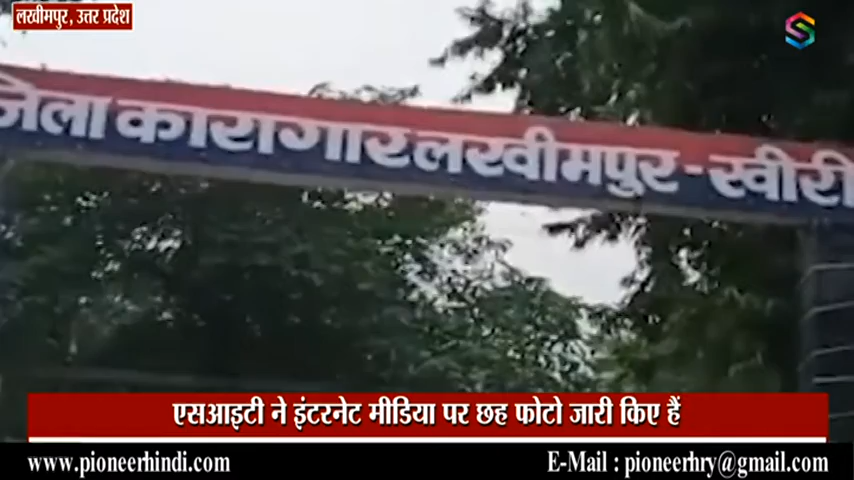 लखीमपुर, उत्तर प्रदेश
जिला कारागार लखीमपुर-खीरी
एसआइटी ने इंटरनेट मीडिया पर छह फोटो जारी किए हैं
www.pioneerhindi.com
E-Mail : pioneerhry@gmail.com